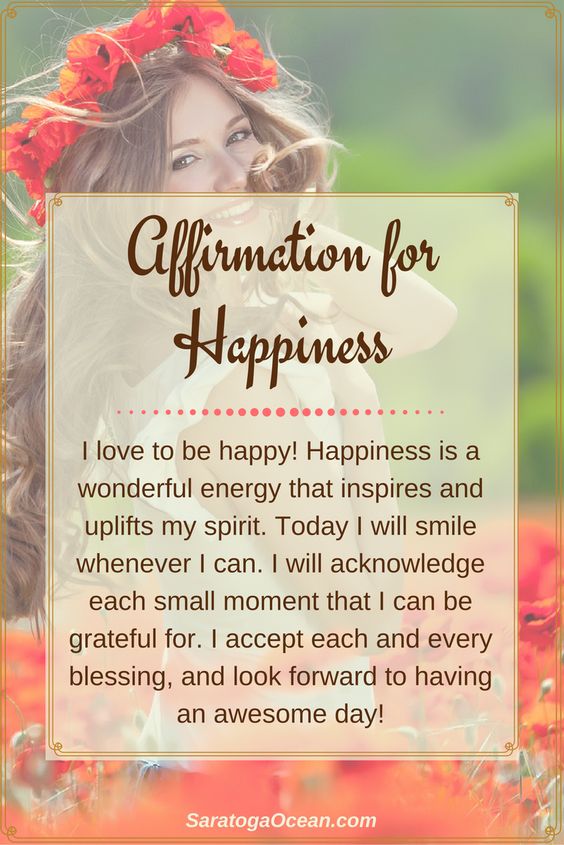 Affirmation for
Happiness
I love to be happy! Happiness is a
wonderful energy that inspires and
uplifts my spirit. Today I will smile
whenever I can. I will acknowledge
each small moment that I can be
grateful for. I accept each and every
blessing, and look forward to having
an awesome day!
SaratogaOcean.com